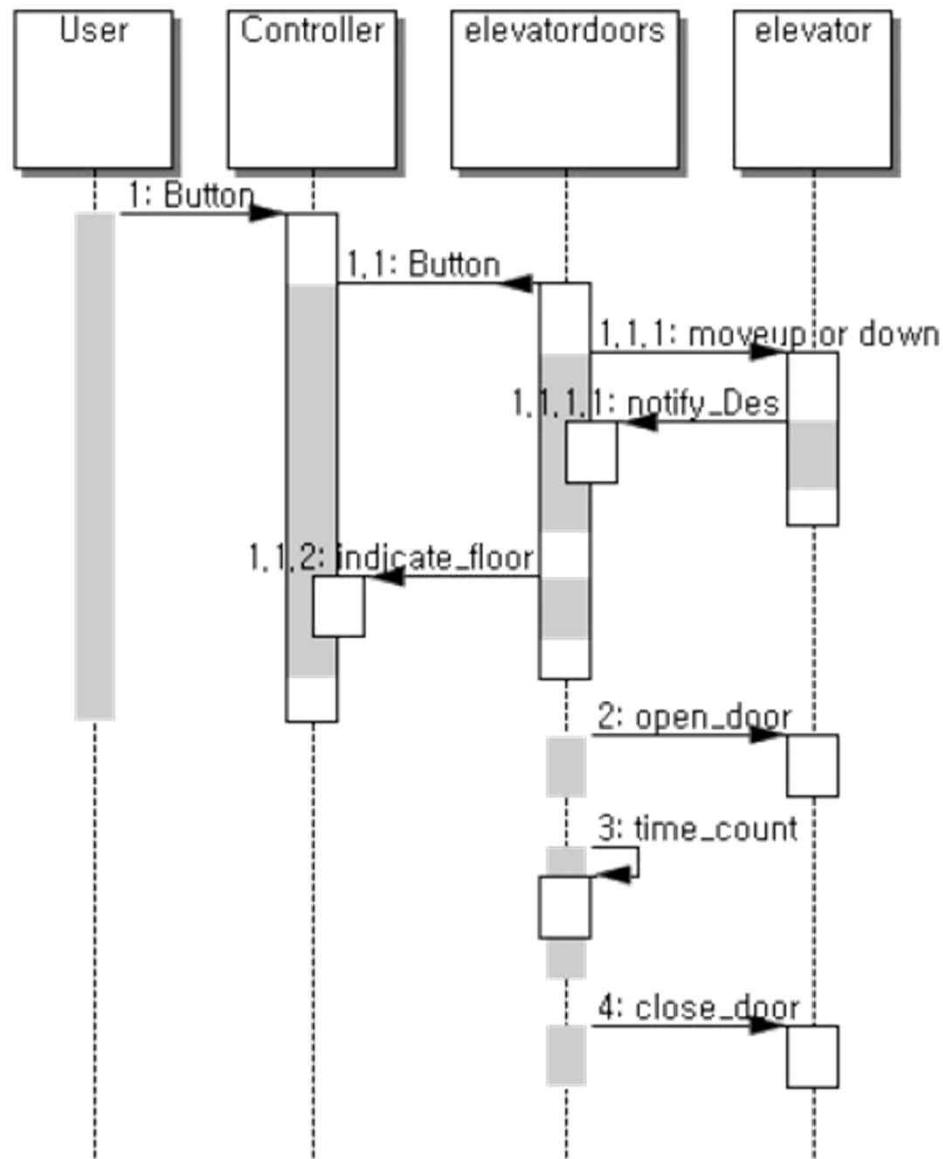 User
Controller
elevatordoors
elevator
1: Button
1,1: Button
1,1,1: moveup or down
1,1,1,1: notify_Des
1,1,2: indicate_floor
2: open_door
3: time_count
4: close_door